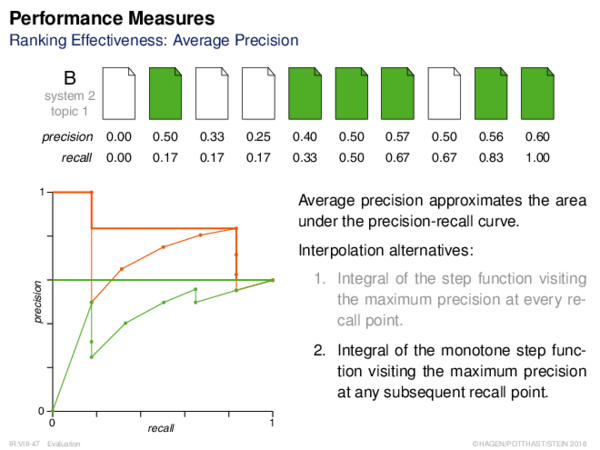 Performance Measures
Ranking Effectiveness: Average Precision
B
system 2
topic 1
precision 0.00 0.50 0.33 0.25 0.40 0.50 0.57 0.50 0.56 0.60
recall 0.00 0.17 0.17 0.17 0.33 0.50 0.67 0.67 0.83 1.00
1
precision
0
0
recall
1
Average precision approximates the area
under the precision-recall curve.
Interpolation alternatives:
1. Integral of the step function visiting
the maximum precision at every re-
call point.
2. Integral of the monotone step func-
tion visiting the maximum precision
at any subsequent recall point.
IR:VIII-47 Evaluation
©HAGEN/POTTHAST/STEIN 2018